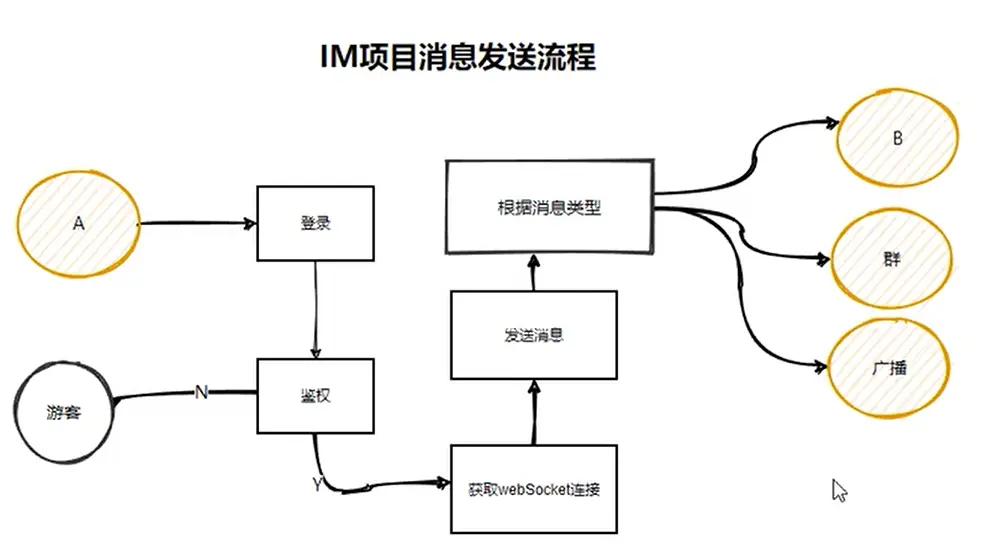 IM项目消息发送流程
A
登录
鉴权
N
游客
Y
获取webSocket连接
发送消息
根据消息类型
B
群
广播